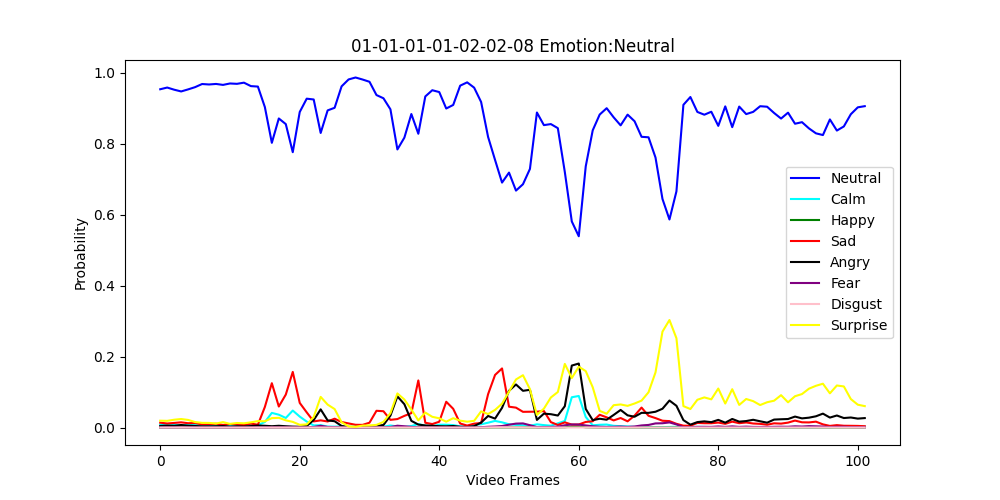 01-01-01-01-02-02-08 Emotion:Neutral
1.0
0.8
0.6
0.4
0.2
0.0
Probability
0
20
40
60
80
100
Video Frames
Neutral
Calm
Happy
Sad
Angry
Fear
Disgust
Surprise